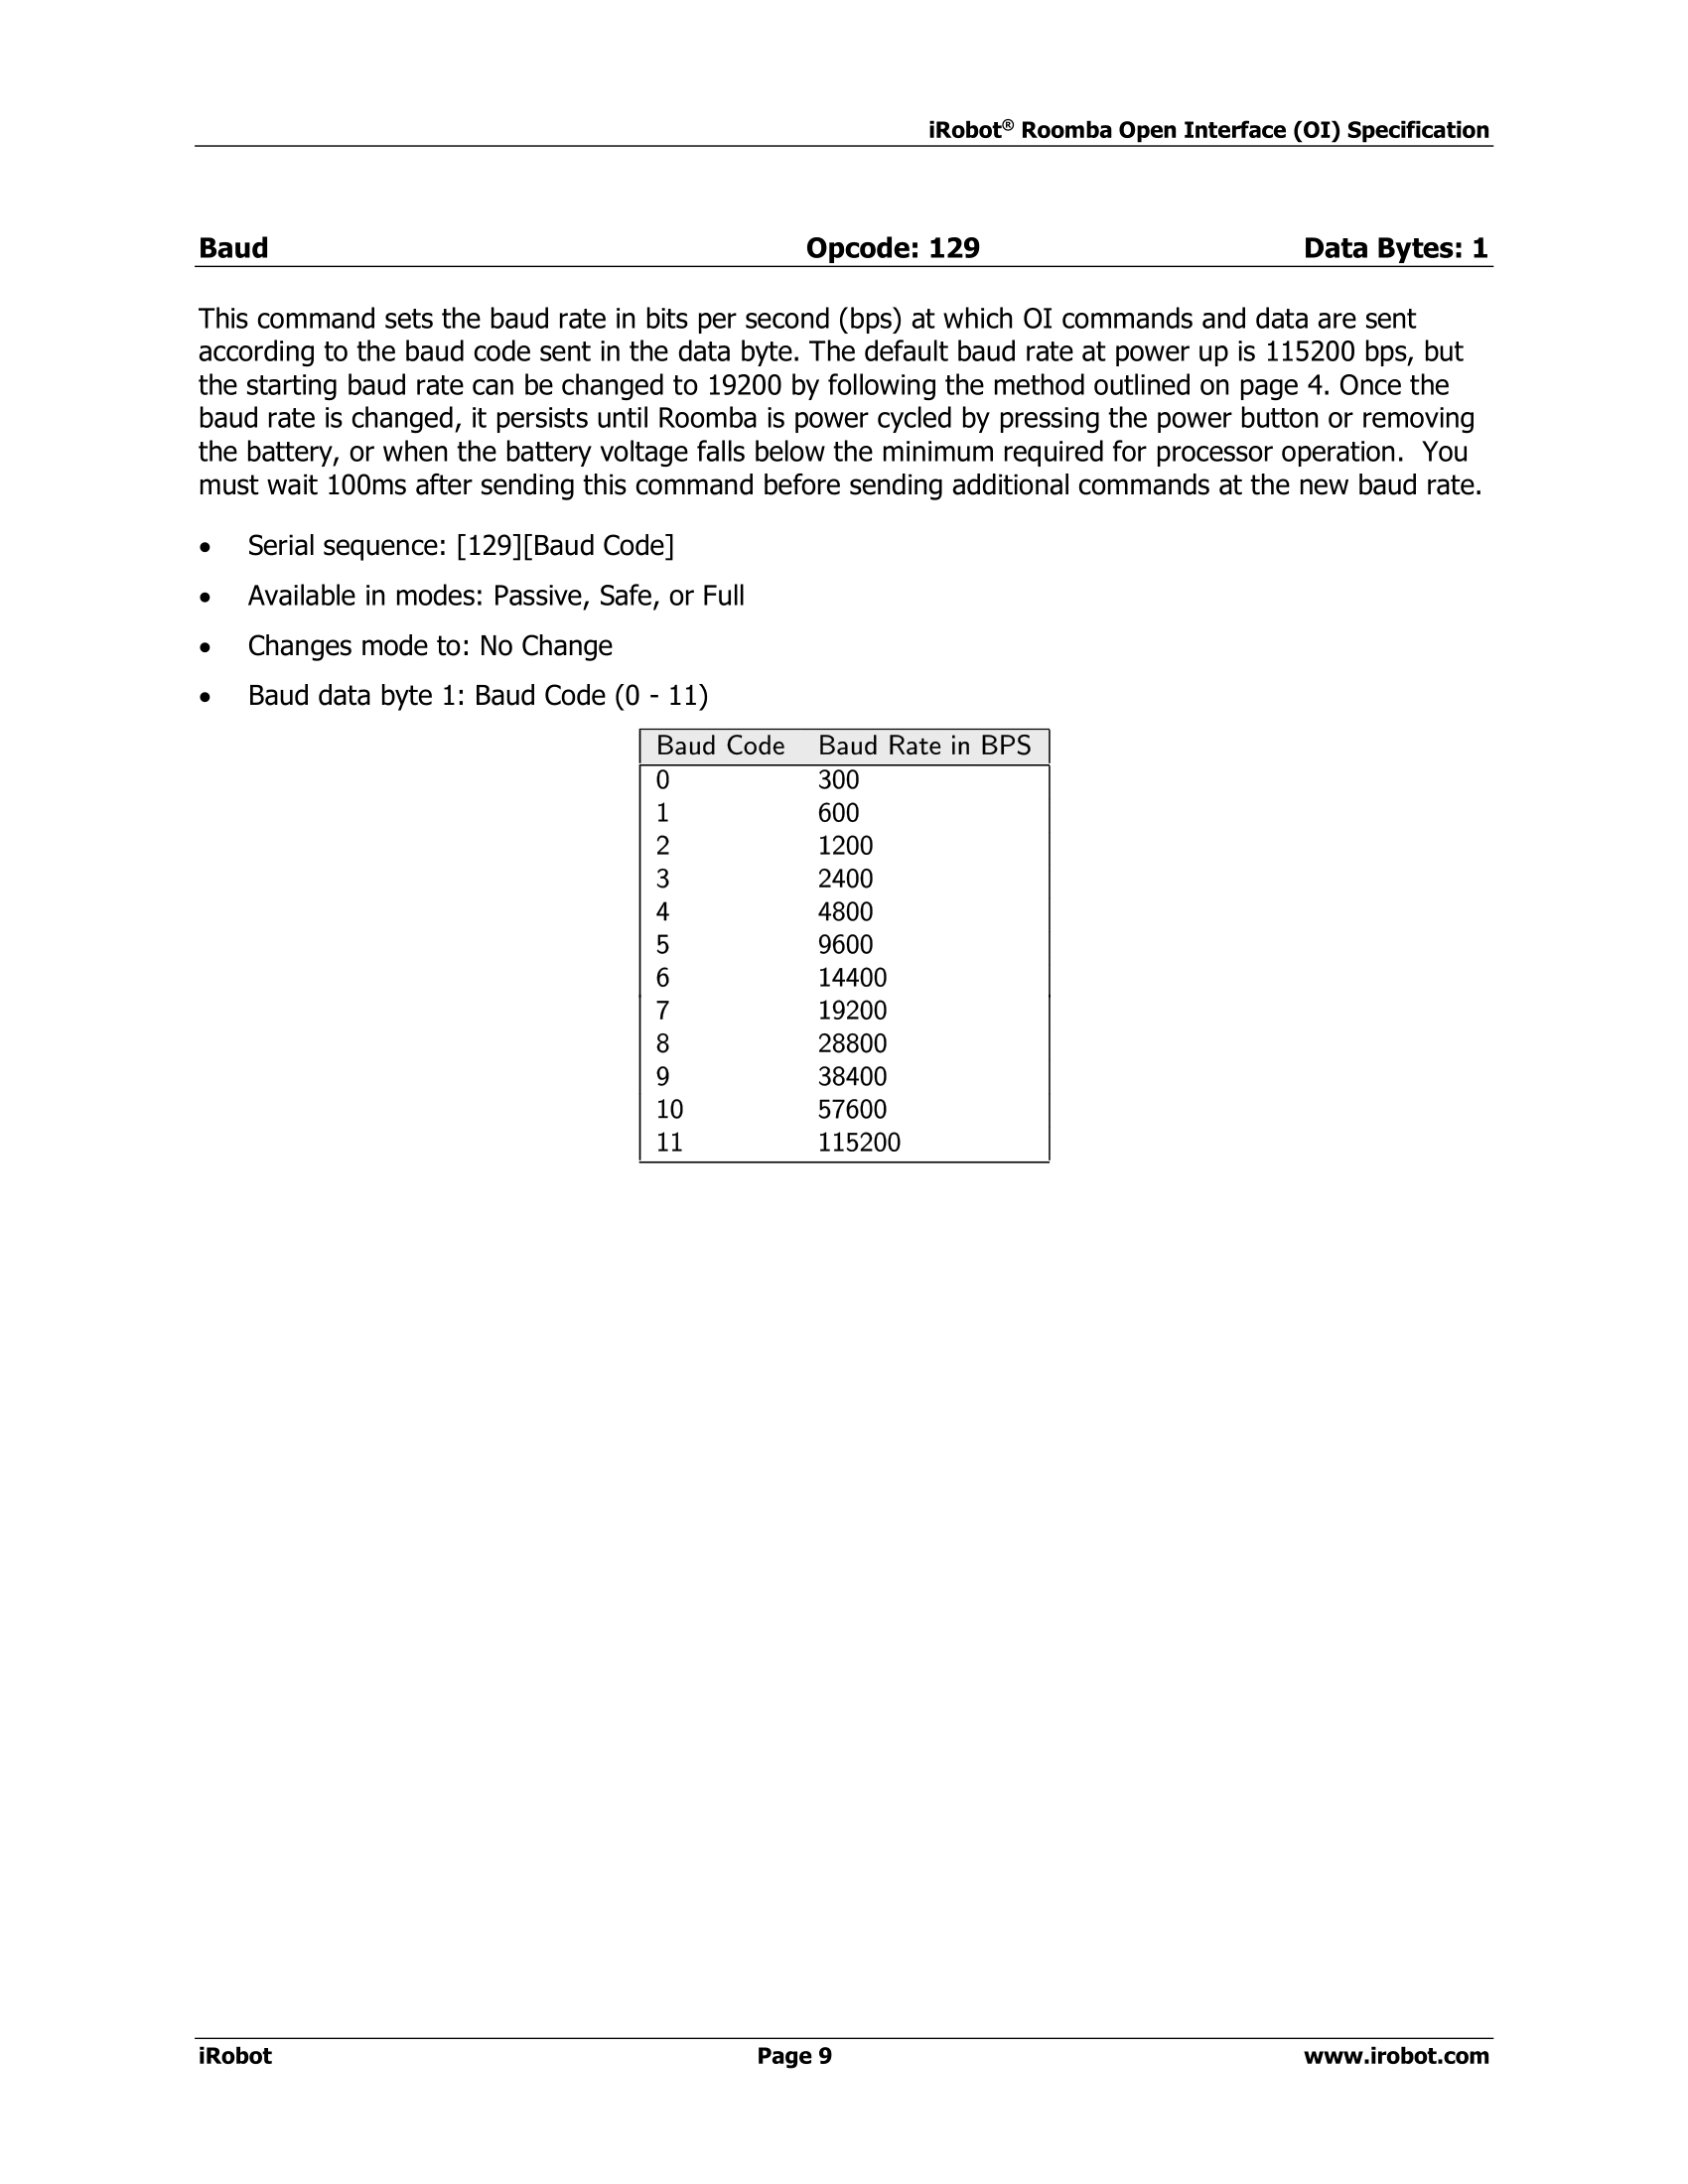 iRobot® Roomba Open Interface (OI) Specification
Baud Opcode: 129 Data Bytes: 1
This command sets the baud rate in bits per second (bps) at which OI commands and data are sent
according to the baud code sent in the data byte. The default baud rate at power up is 115200 bps, but
the starting baud rate can be changed to 19200 by following the method outlined on page 4. Once the
baud rate is changed, it persists until Roomba is power cycled by pressing the power button or removing
the battery, or when the battery voltage falls below the minimum required for processor operation.  You
must wait 100ms after sending this command before sending additional commands at the new baud rate.
• Serial sequence: [129][Baud Code]
• Available in modes: Passive, Safe, or Full
• Changes mode to: No Change
• Baud data byte 1: Baud Code (0 - 11)
Baud Code Baud Rate in BPS
0 300
1 600
2 1200
3 2400
4 4800
5 9600
6 14400
7 19200
8 28800
9 38400
10 57600
11 115200
iRobot Page 9 www.irobot.com